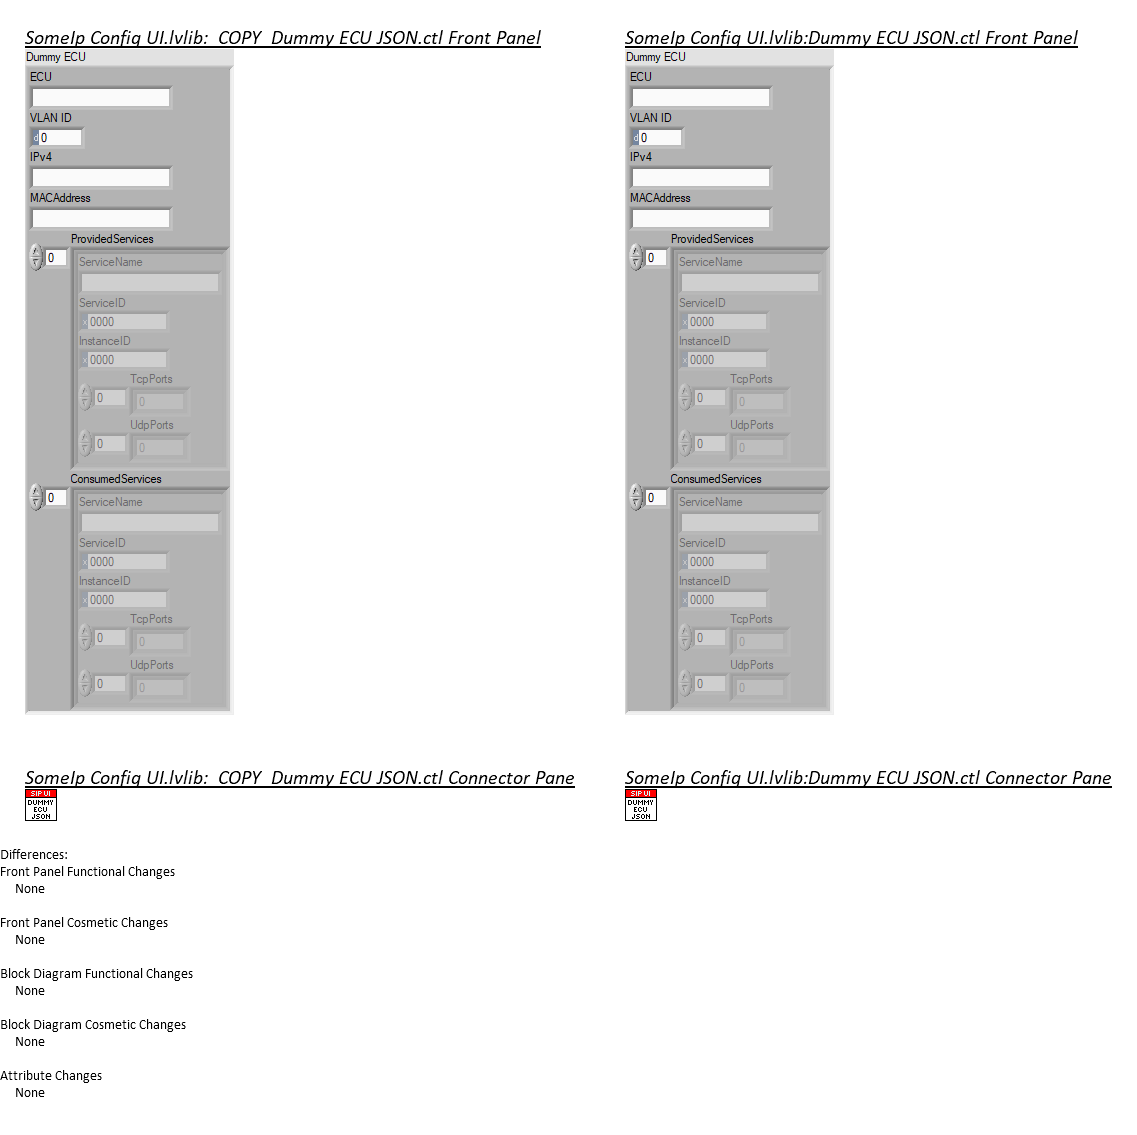 SomeIp Config UI.lvlib:_COPY_Dummy ECU JSON.ctl Front Panel
Dummy ECU
ECU
VLAN ID
d 0
IPv4
MACAddress
ProvidedServices
0
ServiceName
ServiceID
x 0000
InstanceID
x 0000
TcpPorts
0 0
UdpPorts
0 0
ConsumedServices
0
ServiceName
ServiceID
x 0000
InstanceID
x 0000
TcpPorts
0 0
UdpPorts
0 0
SomeIp Config UI.lvlib:Dummy ECU JSON.ctl Front Panel
Dummy ECU
ECU
VLAN ID
d 0
IPv4
MACAddress
ProvidedServices
0
ServiceName
ServiceID
x 0000
InstanceID
x 0000
TcpPorts
0 0
UdpPorts
0 0
ConsumedServices
0
ServiceName
ServiceID
x 0000
InstanceID
x 0000
TcpPorts
0 0
UdpPorts
0 0
SomeIp Config UI.lvlib:_COPY_Dummy ECU JSON.ctl Connector Pane
SIP UI
DUMMY
ECU
JSON
SomeIp Config UI.lvlib:Dummy ECU JSON.ctl Connector Pane
SIP UI
DUMMY
ECU
JSON
Differences:
Front Panel Functional Changes
None
Front Panel Cosmetic Changes
None
Block Diagram Functional Changes
None
Block Diagram Cosmetic Changes
None
Attribute Changes
None